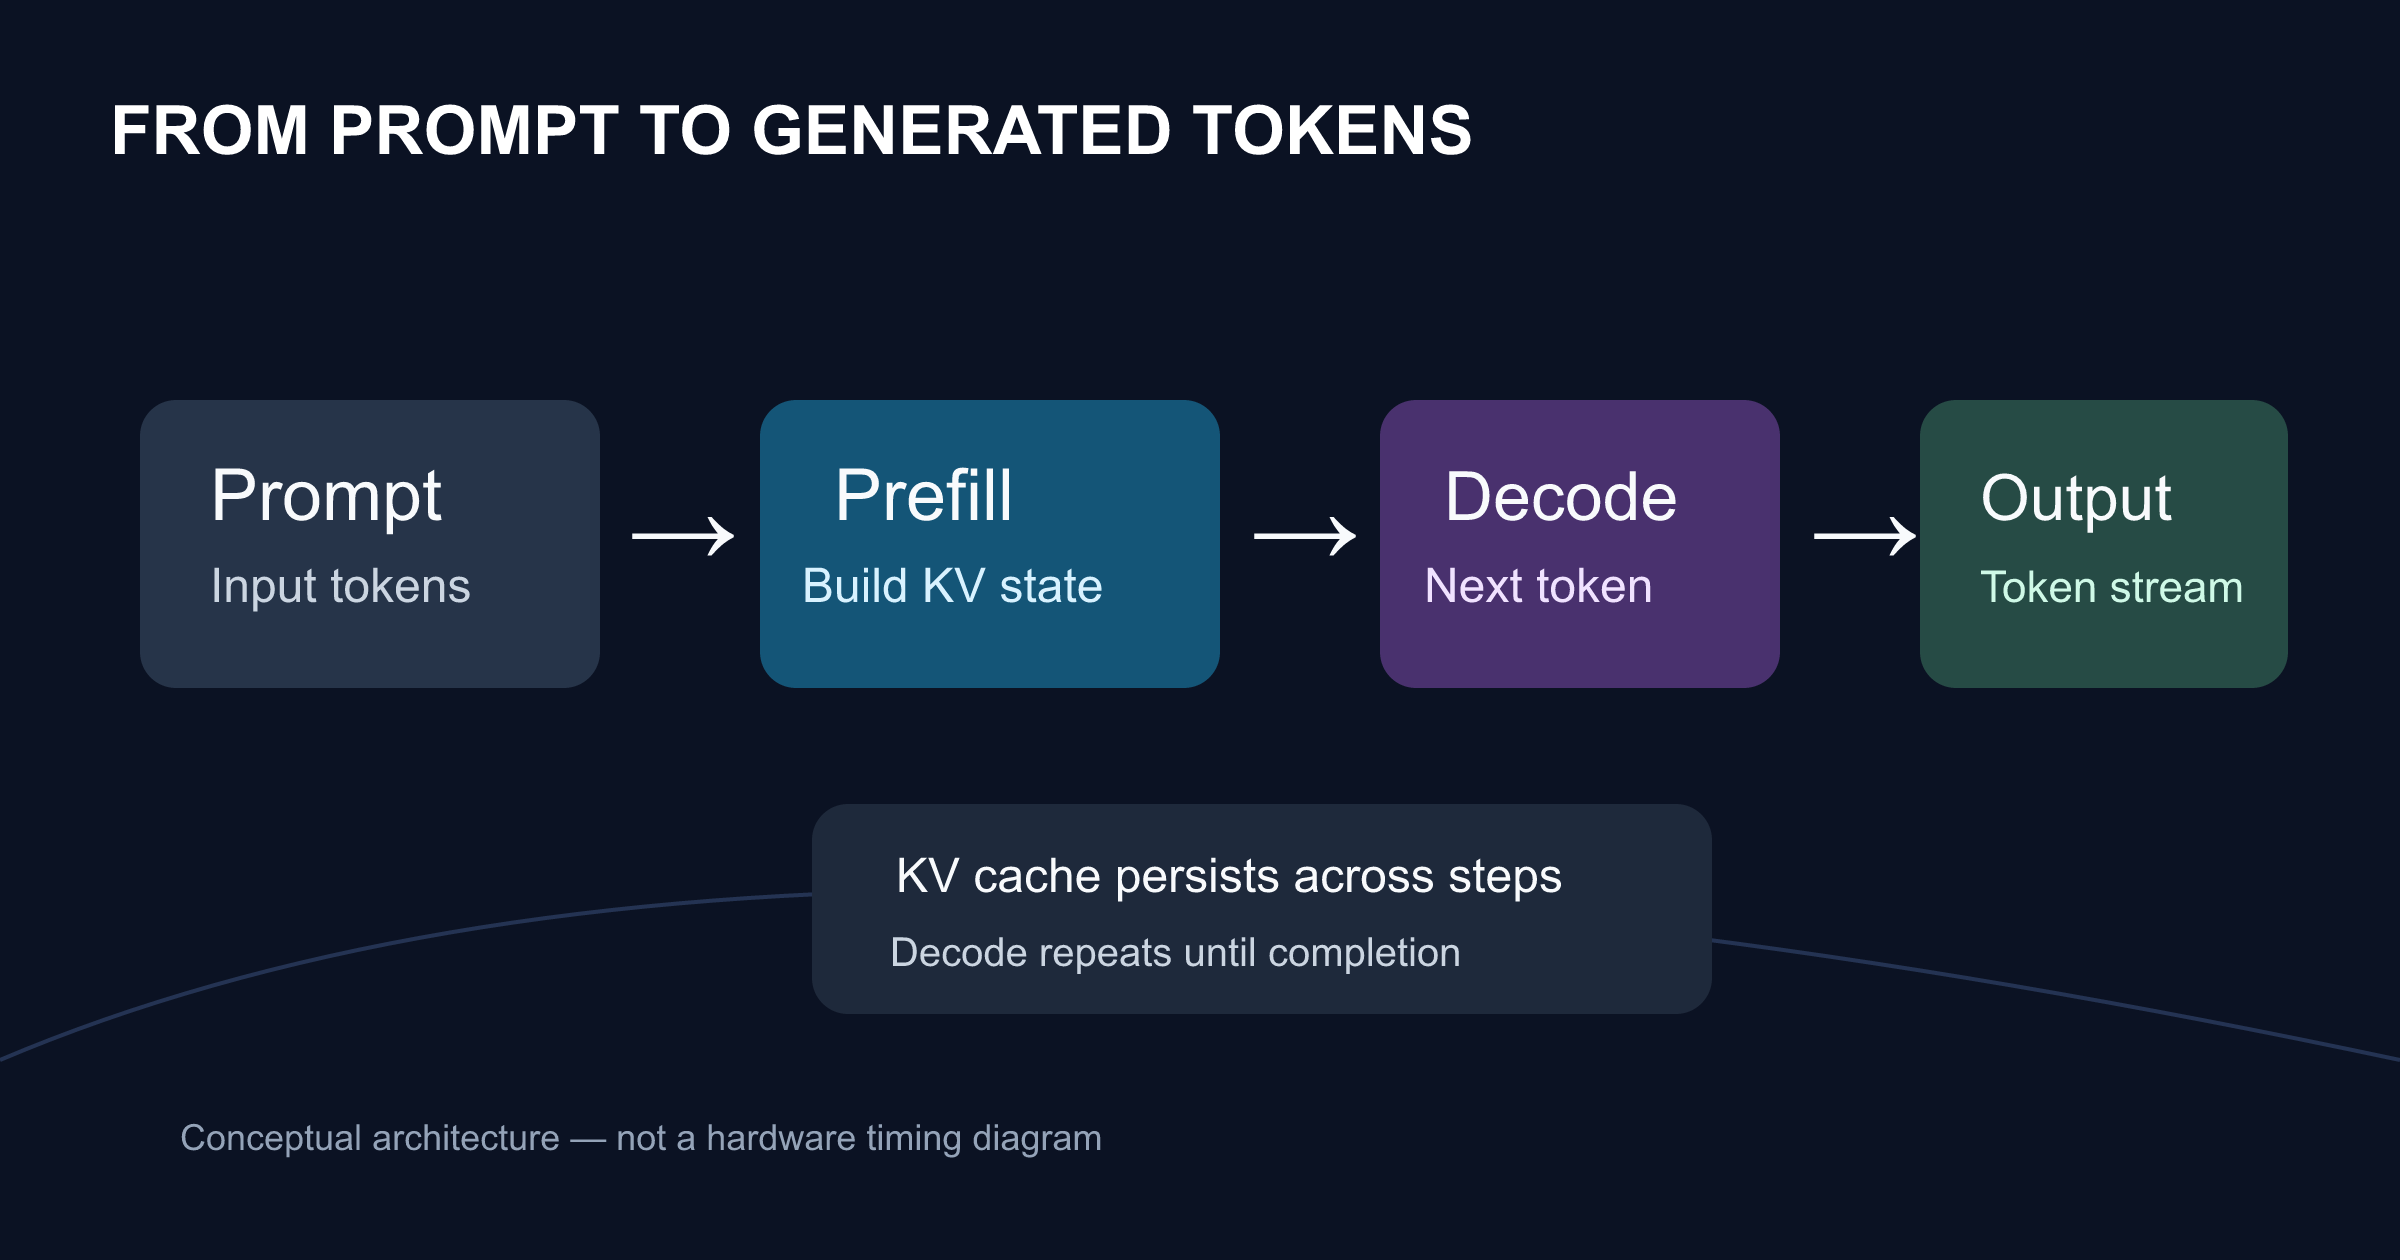 FROM PROMPT TO GENERATED TOKENS
Prompt
Input tokens
Prefill
Build KV state
Decode
Next token
Output
Token stream
KV cache persists across steps
Decode repeats until completion
Conceptual architecture — not a hardware timing diagram